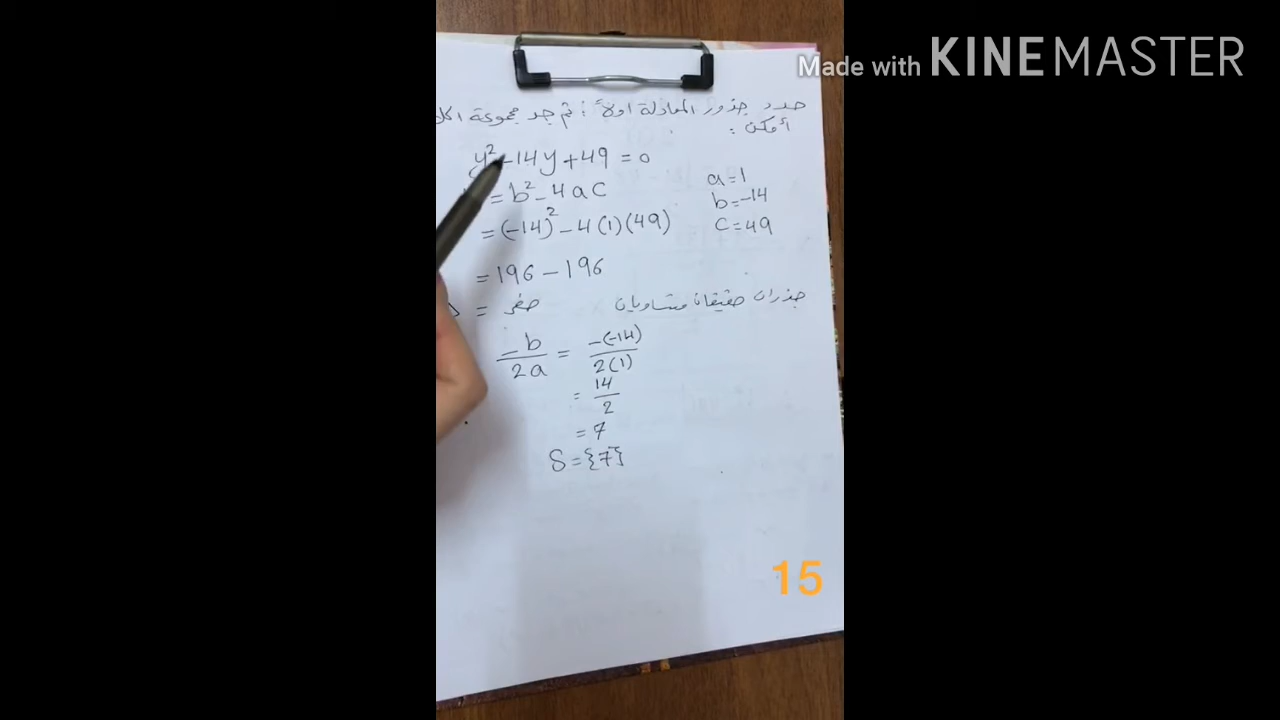 Made with KINEMASTER
حدد جذور المعادلة اولاً ثم جد مجموعة
أمكن :
y² - 14y + 49 = 0
= b² - 4ac
a = 1
b = -14
= (-14)² - 4(1)(49)
c = 49
= 196 - 196
= صفر
جذران حقيقيان متساويان
-b/2a = -(-14)/2(1)
= 14/2
= 7
S = {7}
15